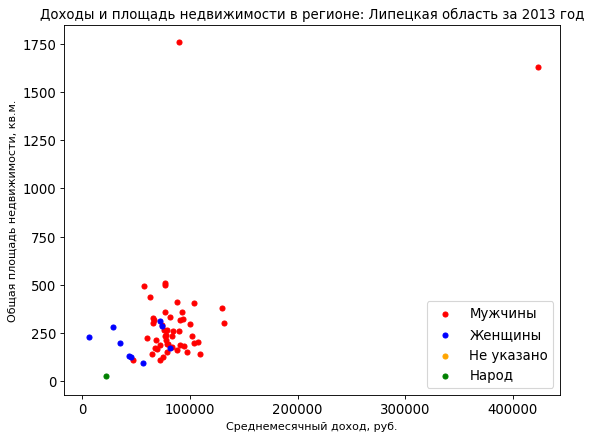 Доходы и площадь недвижимости в регионе: Липецкая область за 2013 год
Общая площадь недвижимости, кв.м.
1750
1500
1250
1000
750
500
250
0
0
100000
200000
300000
400000
Среднемесячный доход, руб.
Мужчины
Женщины
Не указано
Народ